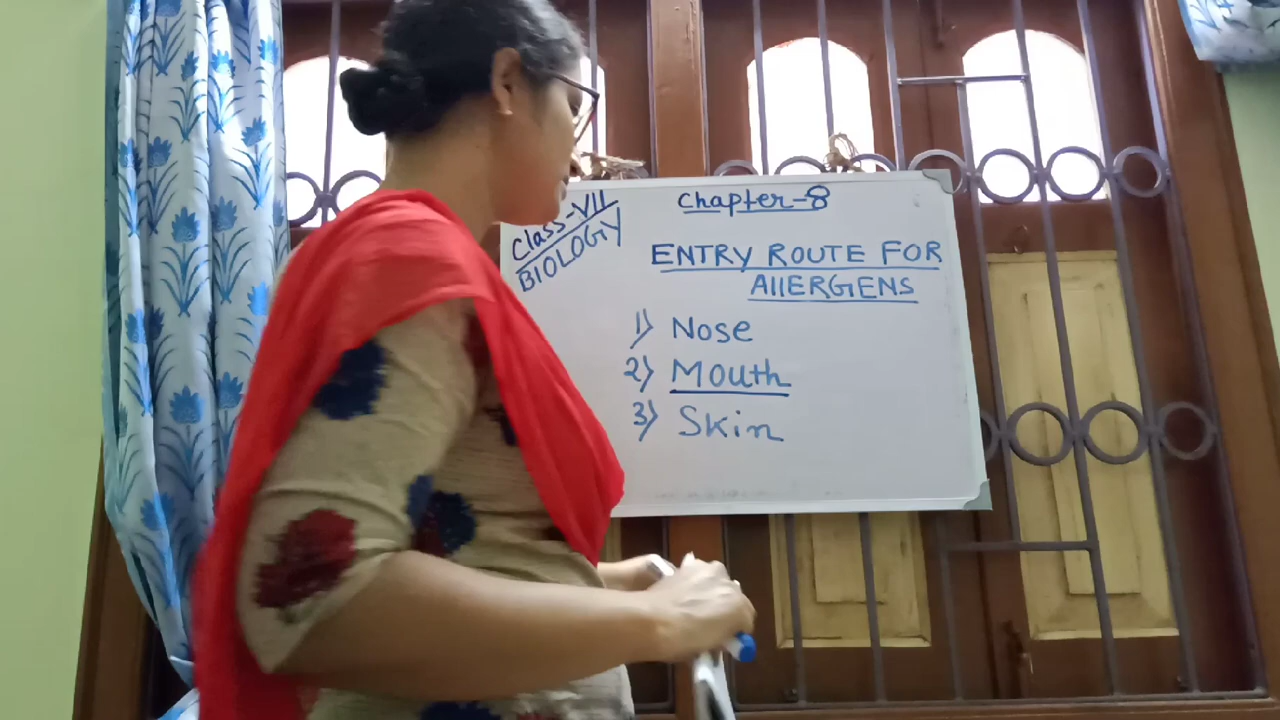 Class-VII
BIOLOGY
Chapter-8
ENTRY ROUTE FOR
AllERGENS
1) Nose
2) Mouth
3) Skin